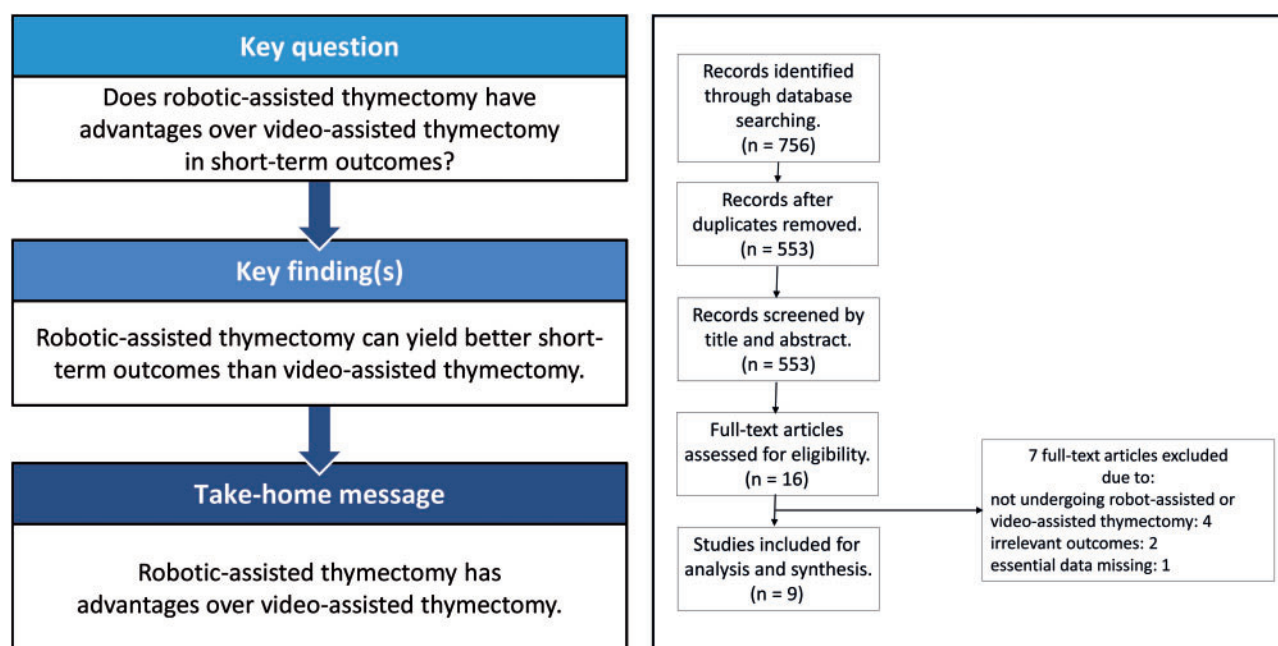 Key question
Does robotic-assisted thymectomy have
advantages over video-assisted thymectomy
in short-term outcomes?
Key finding(s)
Robotic-assisted thymectomy can yield better short-
term outcomes than video-assisted thymectomy.
Take-home message
Robotic-assisted thymectomy has
advantages over video-assisted thymectomy.
Records identified
through database
searching.
(n = 756)
Records after
duplicates removed.
(n = 553)
Records screened by
title and abstract.
(n = 553)
Full-text articles
assessed for eligibility.
(n = 16)
7 full-text articles excluded
due to:
not undergoing robot-assisted or
video-assisted thymectomy: 4
irrelevant outcomes: 2
essential data missing: 1
Studies included for
analysis and synthesis.
(n = 9)